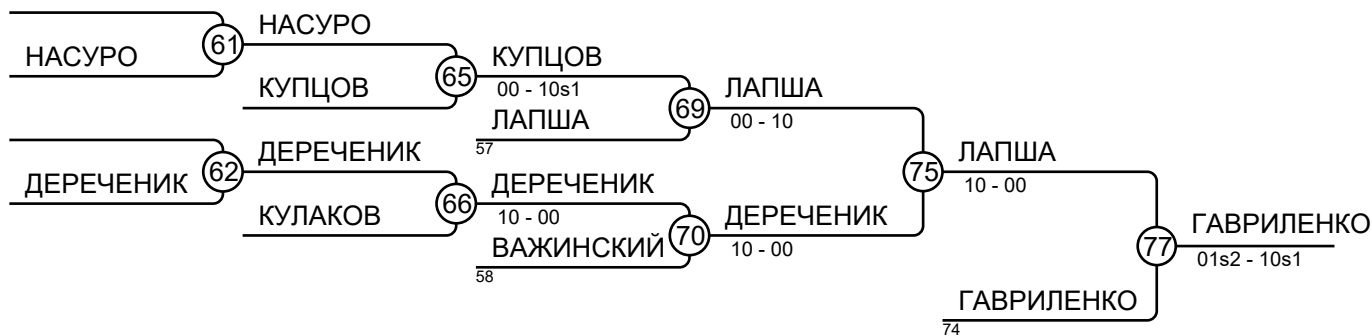 НАСУРО
61
НАСУРО
КУПЦОВ
65
КУПЦОВ
00 - 10s1
ЛАПША
57
69
ЛАПША
00 - 10
ДЕРЕЧЕНИК
62
ДЕРЕЧЕНИК
КУЛАКОВ
66
ДЕРЕЧЕНИК
10 - 00
ВАЖИНСКИЙ
58
70
ДЕРЕЧЕНИК
10 - 00
75
ЛАПША
10 - 00
ГАВРИЛЕНКО
74
77
ГАВРИЛЕНКО
01s2 - 10s1